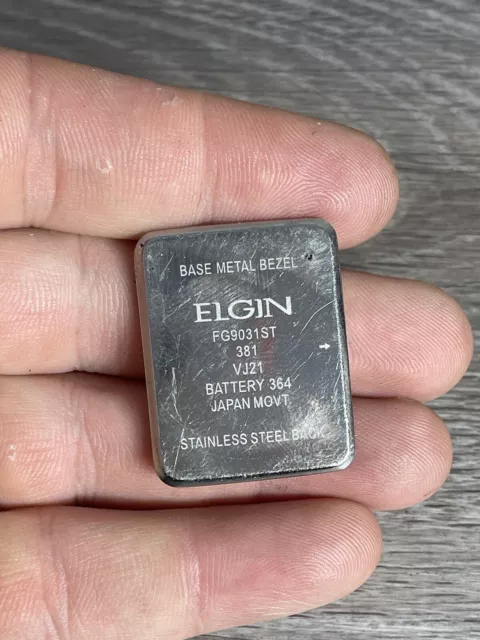 BASE METAL BEZEL
ELGIN
FG9031ST
381
VJ21
BATTERY 364
JAPAN MOVT
STAINLESS STEEL BACK